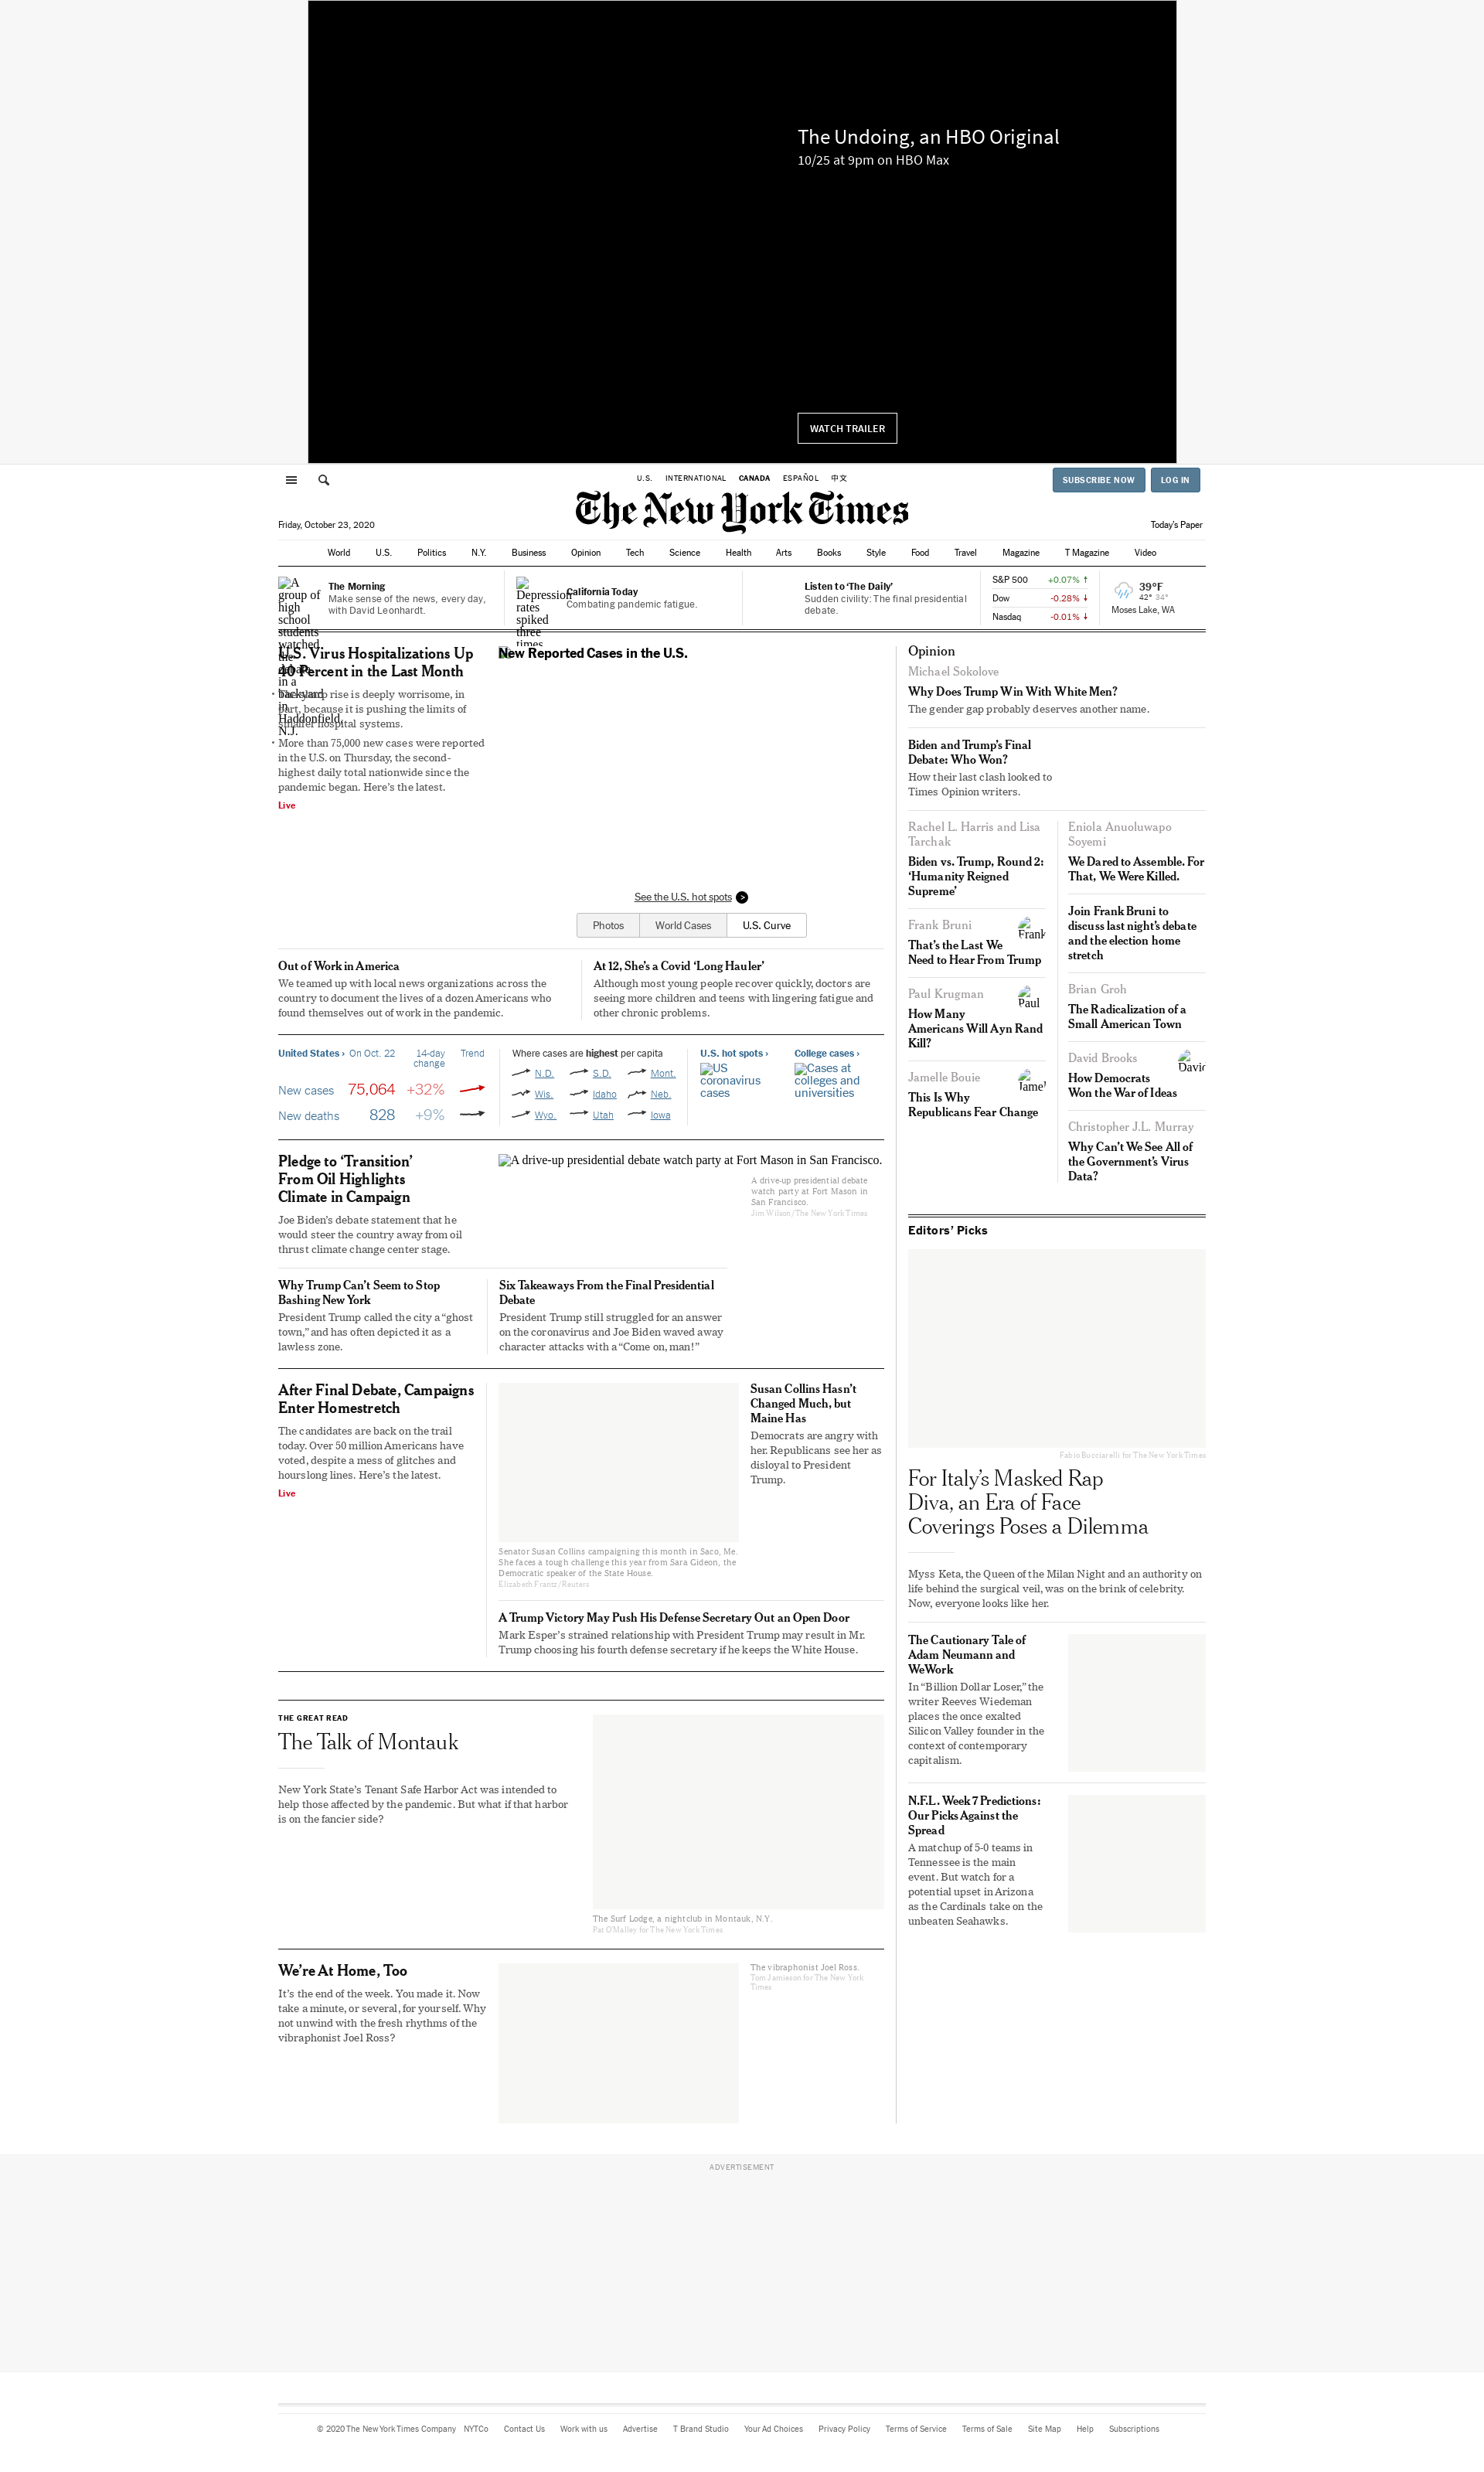 The Undoing, an HBO Original
10/25 at 9pm on HBO Max
WATCH TRAILER
U.S. INTERNATIONAL CANADA ESPAÑOL 中文
SUBSCRIBE NOW LOG IN
The New York Times
Friday, October 23, 2020
Today's Paper
World U.S. Politics N.Y. Business Opinion Tech Science Health Arts Books Style Food Travel Magazine T Magazine Video
A group of high school students watched the debate in a backyard in Haddonfield, N.J.
The Morning
Make sense of the news, every day,
with David Leonhardt.
Depression rates spiked three times
California Today
Combating pandemic fatigue.
Listen to ‘The Daily’
Sudden civility: The final presidential
debate.
S&P 500 +0.07% ↑
Dow -0.28% ↓
Nasdaq -0.01% ↓
39°F
42° 34°
Moses Lake, WA
U.S. Virus Hospitalizations Up
40 Percent in the Last Month
• The sharp rise is deeply worrisome, in
part, because it is pushing the limits of
smaller hospital systems.
• More than 75,000 new cases were reported
in the U.S. on Thursday, the second-
highest daily total nationwide since the
pandemic began. Here’s the latest.
Live
New Reported Cases in the U.S.
See the U.S. hot spots >
Photos World Cases U.S. Curve
Out of Work in America
We teamed up with local news organizations across the
country to document the lives of a dozen Americans who
found themselves out of work in the pandemic.
At 12, She’s a Covid ‘Long Hauler’
Although most young people recover quickly, doctors are
seeing more children and teens with lingering fatigue and
other chronic problems.
United States › On Oct. 22 14-day Trend
change
New cases 75,064 +32%
New deaths 828 +9%
Where cases are highest per capita
N.D. S.D. Mont.
Wis. Idaho Neb.
Wyo. Utah Iowa
U.S. hot spots ›
US
coronavirus
cases
College cases ›
Cases at
colleges and
universities
Pledge to ‘Transition’
From Oil Highlights
Climate in Campaign
Joe Biden’s debate statement that he
would steer the country away from oil
thrust climate change center stage.
A drive-up presidential debate watch party at Fort Mason in San Francisco.
A drive-up presidential debate
watch party at Fort Mason in
San Francisco.
Jim Wilson/The New York Times
Why Trump Can’t Seem to Stop
Bashing New York
President Trump called the city a “ghost
town,” and has often depicted it as a
lawless zone.
Six Takeaways From the Final Presidential
Debate
President Trump still struggled for an answer
on the coronavirus and Joe Biden waved away
character attacks with a “Come on, man!”
After Final Debate, Campaigns
Enter Homestretch
The candidates are back on the trail
today. Over 50 million Americans have
voted, despite a mess of glitches and
hourslong lines. Here’s the latest.
Live
Senator Susan Collins campaigning this month in Saco, Me.
She faces a tough challenge this year from Sara Gideon, the
Democratic speaker of the State House.
Elizabeth Frantz/Reuters
Susan Collins Hasn’t
Changed Much, but
Maine Has
Democrats are angry with
her. Republicans see her as
disloyal to President
Trump.
A Trump Victory May Push His Defense Secretary Out an Open Door
Mark Esper’s strained relationship with President Trump may result in Mr.
Trump choosing his fourth defense secretary if he keeps the White House.
THE GREAT READ
The Talk of Montauk
New York State’s Tenant Safe Harbor Act was intended to
help those affected by the pandemic. But what if that harbor
is on the fancier side?
The Surf Lodge, a nightclub in Montauk, N.Y.
Pat O'Malley for The New York Times
We’re At Home, Too
It’s the end of the week. You made it. Now
take a minute, or several, for yourself. Why
not unwind with the fresh rhythms of the
vibraphonist Joel Ross?
The vibraphonist Joel Ross.
Tom Jamieson for The New York
Times
Opinion
Michael Sokolove
Why Does Trump Win With White Men?
The gender gap probably deserves another name.
Biden and Trump’s Final
Debate: Who Won?
How their last clash looked to
Times Opinion writers.
Rachel L. Harris and Lisa
Tarchak
Biden vs. Trump, Round 2:
‘Humanity Reigned
Supreme’
Frank Bruni
Frank
That’s the Last We
Need to Hear From Trump
Paul Krugman
Paul
How Many
Americans Will Ayn Rand
Kill?
Jamelle Bouie
Jamel
This Is Why
Republicans Fear Change
Eniola Anuoluwapo
Soyemi
We Dared to Assemble. For
That, We Were Killed.
Join Frank Bruni to
discuss last night’s debate
and the election home
stretch
Brian Groh
The Radicalization of a
Small American Town
David Brooks
David
How Democrats
Won the War of Ideas
Christopher J.L. Murray
Why Can’t We See All of
the Government’s Virus
Data?
Editors’ Picks
Fabio Bucciarelli for The New York Times
For Italy’s Masked Rap
Diva, an Era of Face
Coverings Poses a Dilemma
Myss Keta, the Queen of the Milan Night and an authority on
life behind the surgical veil, was on the brink of celebrity.
Now, everyone looks like her.
The Cautionary Tale of
Adam Neumann and
WeWork
In “Billion Dollar Loser,” the
writer Reeves Wiedeman
places the once exalted
Silicon Valley founder in the
context of contemporary
capitalism.
N.F.L. Week 7 Predictions:
Our Picks Against the
Spread
A matchup of 5-0 teams in
Tennessee is the main
event. But watch for a
potential upset in Arizona
as the Cardinals take on the
unbeaten Seahawks.
ADVERTISEMENT
© 2020 The New York Times Company NYTCo Contact Us Work with us Advertise T Brand Studio Your Ad Choices Privacy Policy Terms of Service Terms of Sale Site Map Help Subscriptions